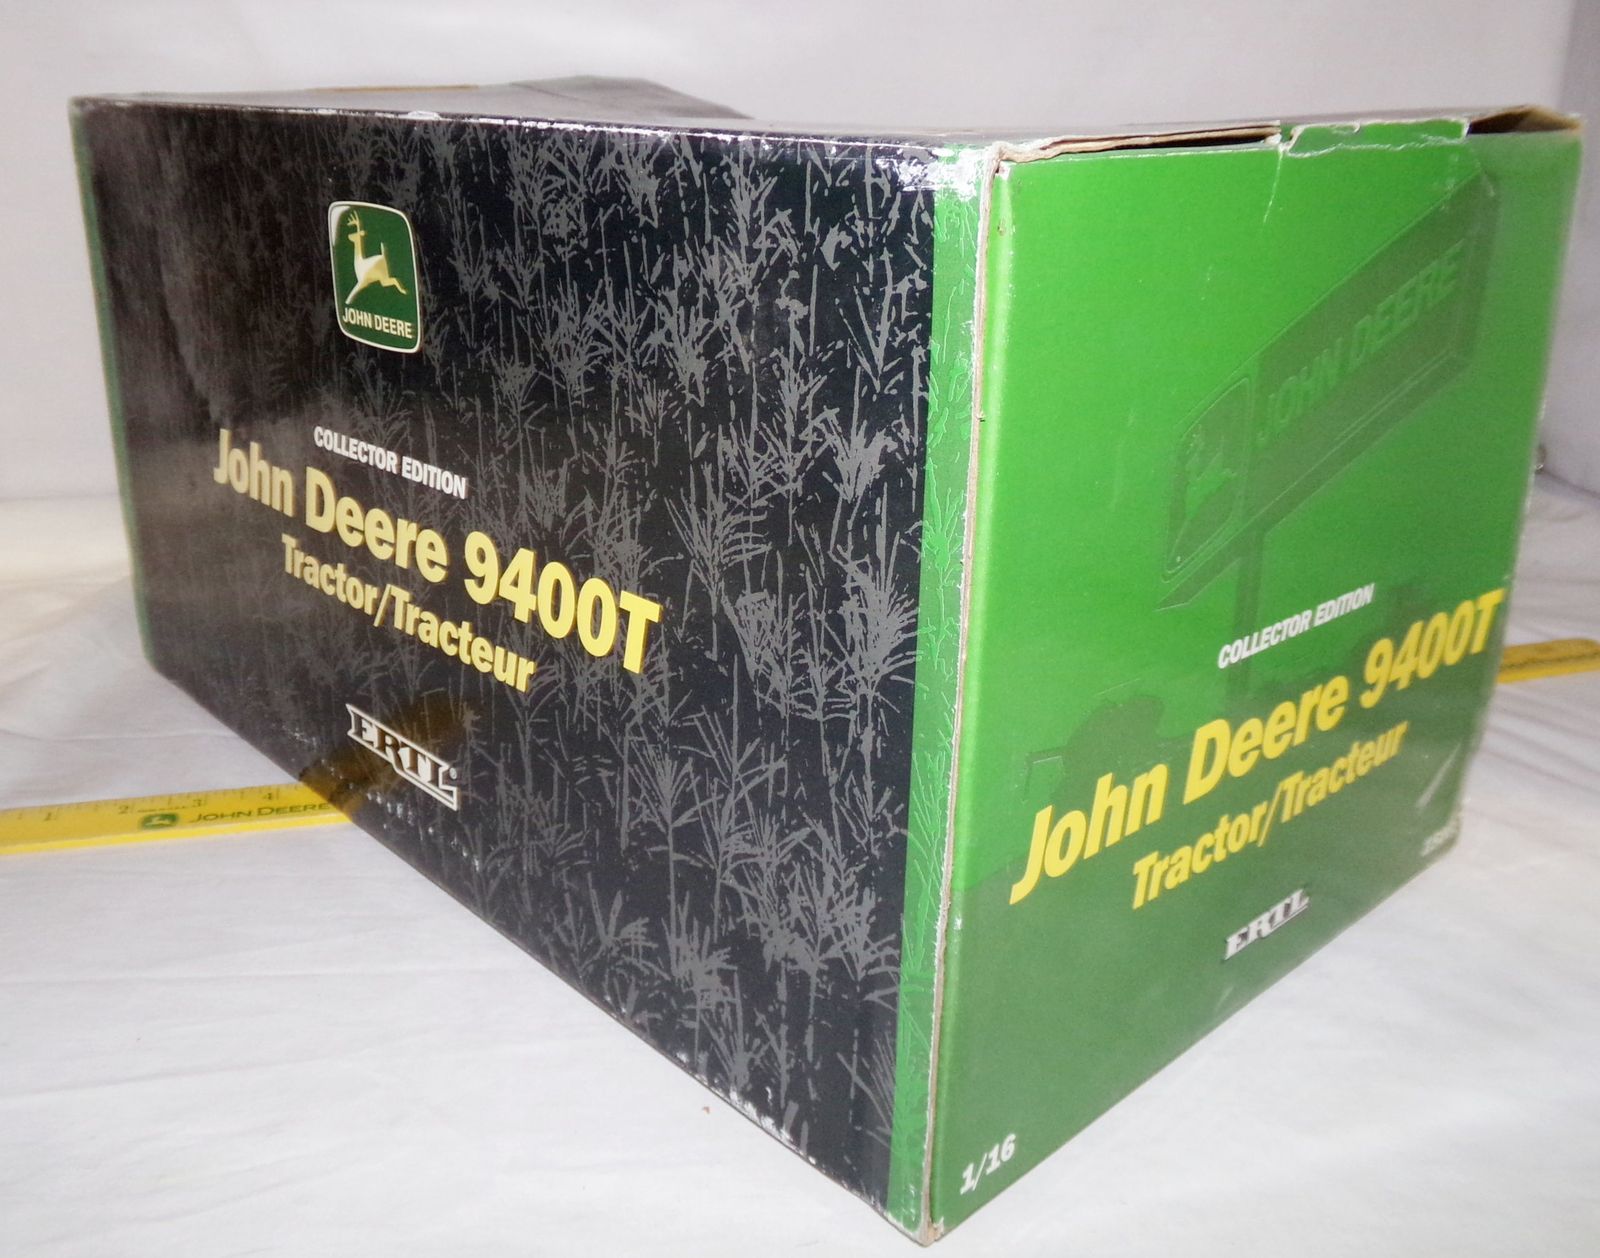 JOHN DEERE
COLLECTOR EDITION
John Deere 9400T
Tractor/Tracteur
ERTL
1 2 3 4
JOHN DEERE
JOHN DEERE
COLLECTOR EDITION
John Deere 9400T
Tractor/Tracteur
ERTL
1/16